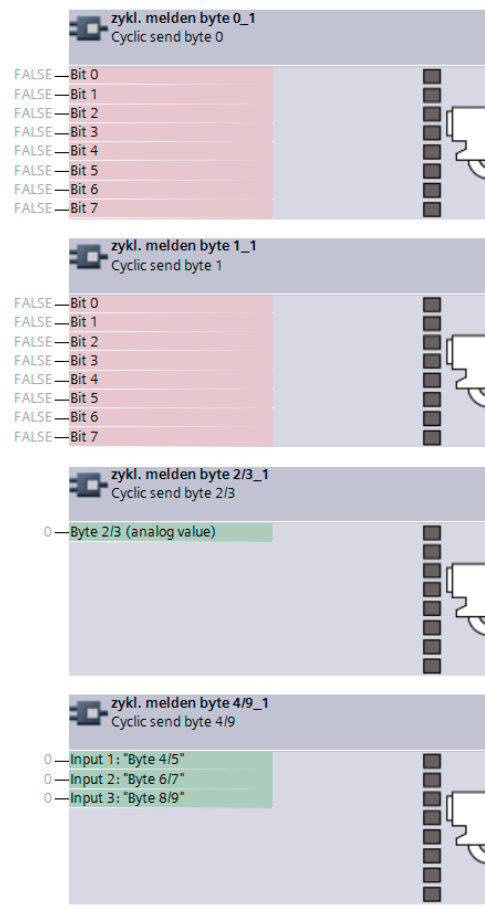 zykl. melden byte 0_1
Cyclic send byte 0
FALSE Bit 0
FALSE Bit 1
FALSE Bit 2
FALSE Bit 3
FALSE Bit 4
FALSE Bit 5
FALSE Bit 6
FALSE Bit 7
zykl. melden byte 1_1
Cyclic send byte 1
FALSE Bit 0
FALSE Bit 1
FALSE Bit 2
FALSE Bit 3
FALSE Bit 4
FALSE Bit 5
FALSE Bit 6
FALSE Bit 7
zykl. melden byte 2/3_1
Cyclic send byte 2/3
0 Byte 2/3 (analog value)
zykl. melden byte 4/9_1
Cyclic send byte 4/9
0 Input 1: "Byte 4/5"
0 Input 2: "Byte 6/7"
0 Input 3: "Byte 8/9"